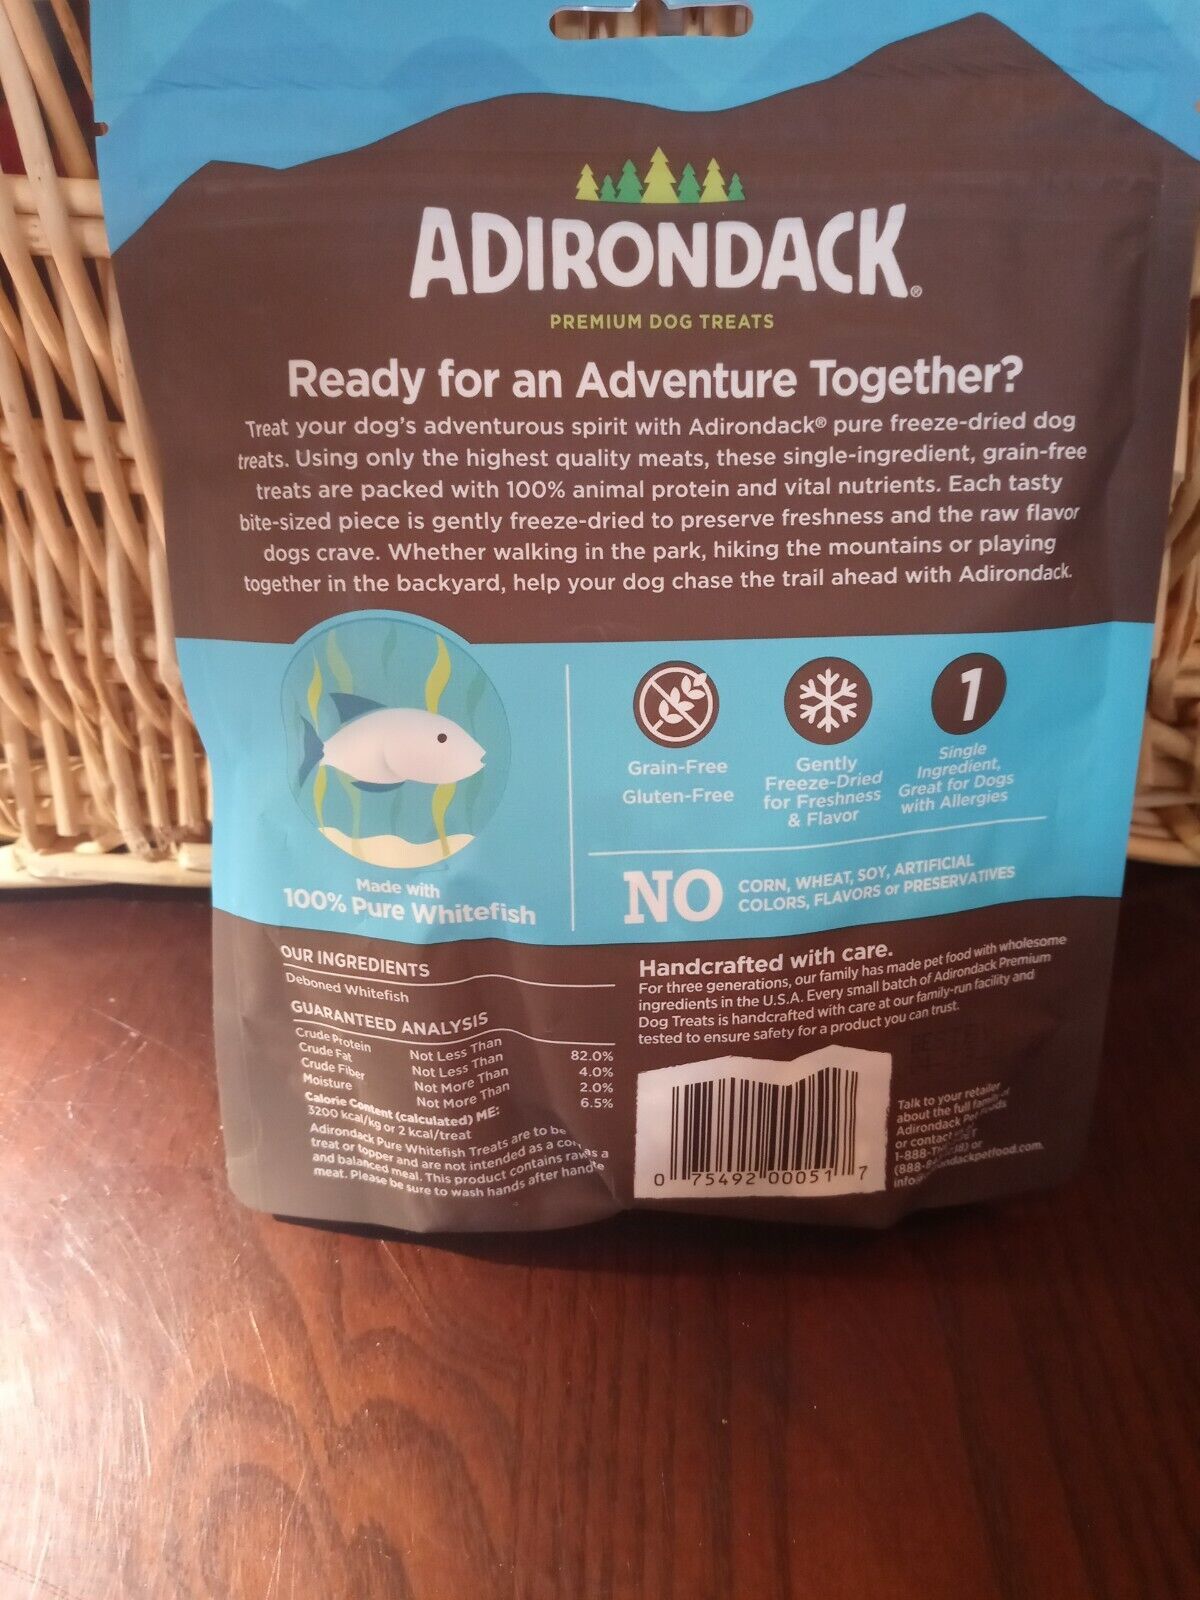 ADIRONDACK®
PREMIUM DOG TREATS
Ready for an Adventure Together?
Treat your dog's adventurous spirit with Adirondack® pure freeze-dried dog
treats. Using only the highest quality meats, these single-ingredient, grain-free
treats are packed with 100% animal protein and vital nutrients. Each tasty
bite-sized piece is gently freeze-dried to preserve freshness and the raw flavor
dogs crave. Whether walking in the park, hiking the mountains or playing
together in the backyard, help your dog chase the trail ahead with Adirondack.
Made with
100% Pure Whitefish
Grain-Free
Gluten-Free
Gently
Freeze-Dried
for Freshness
& Flavor
1
Single
Ingredient,
Great for Dogs
with Allergies
NO CORN, WHEAT, SOY, ARTIFICIAL
COLORS, FLAVORS or PRESERVATIVES
OUR INGREDIENTS
Deboned Whitefish
GUARANTEED ANALYSIS
Crude Protein Not Less Than 82.0%
Crude Fat Not Less Than 4.0%
Crude Fiber Not More Than 2.0%
Moisture Not More Than 6.5%
Calorie Content (calculated) ME:
3200 kcal/kg or 2 kcal/treat
Adirondack Pure Whitefish Treats are to be
treat or topper and are not intended as a
and balanced meal. This product contains
meat. Please be sure to wash hands after
Handcrafted with care.
For three generations, our family has made pet food with wholesome
ingredients in the U.S.A. Every small batch of Adirondack Premium
Dog Treats is handcrafted with care at our family-run facility and
tested to ensure safety for a product you can trust.
0 75492 00051 7
Talk to your retailer
about the full family of
Adirondack Pet Foods
or contact